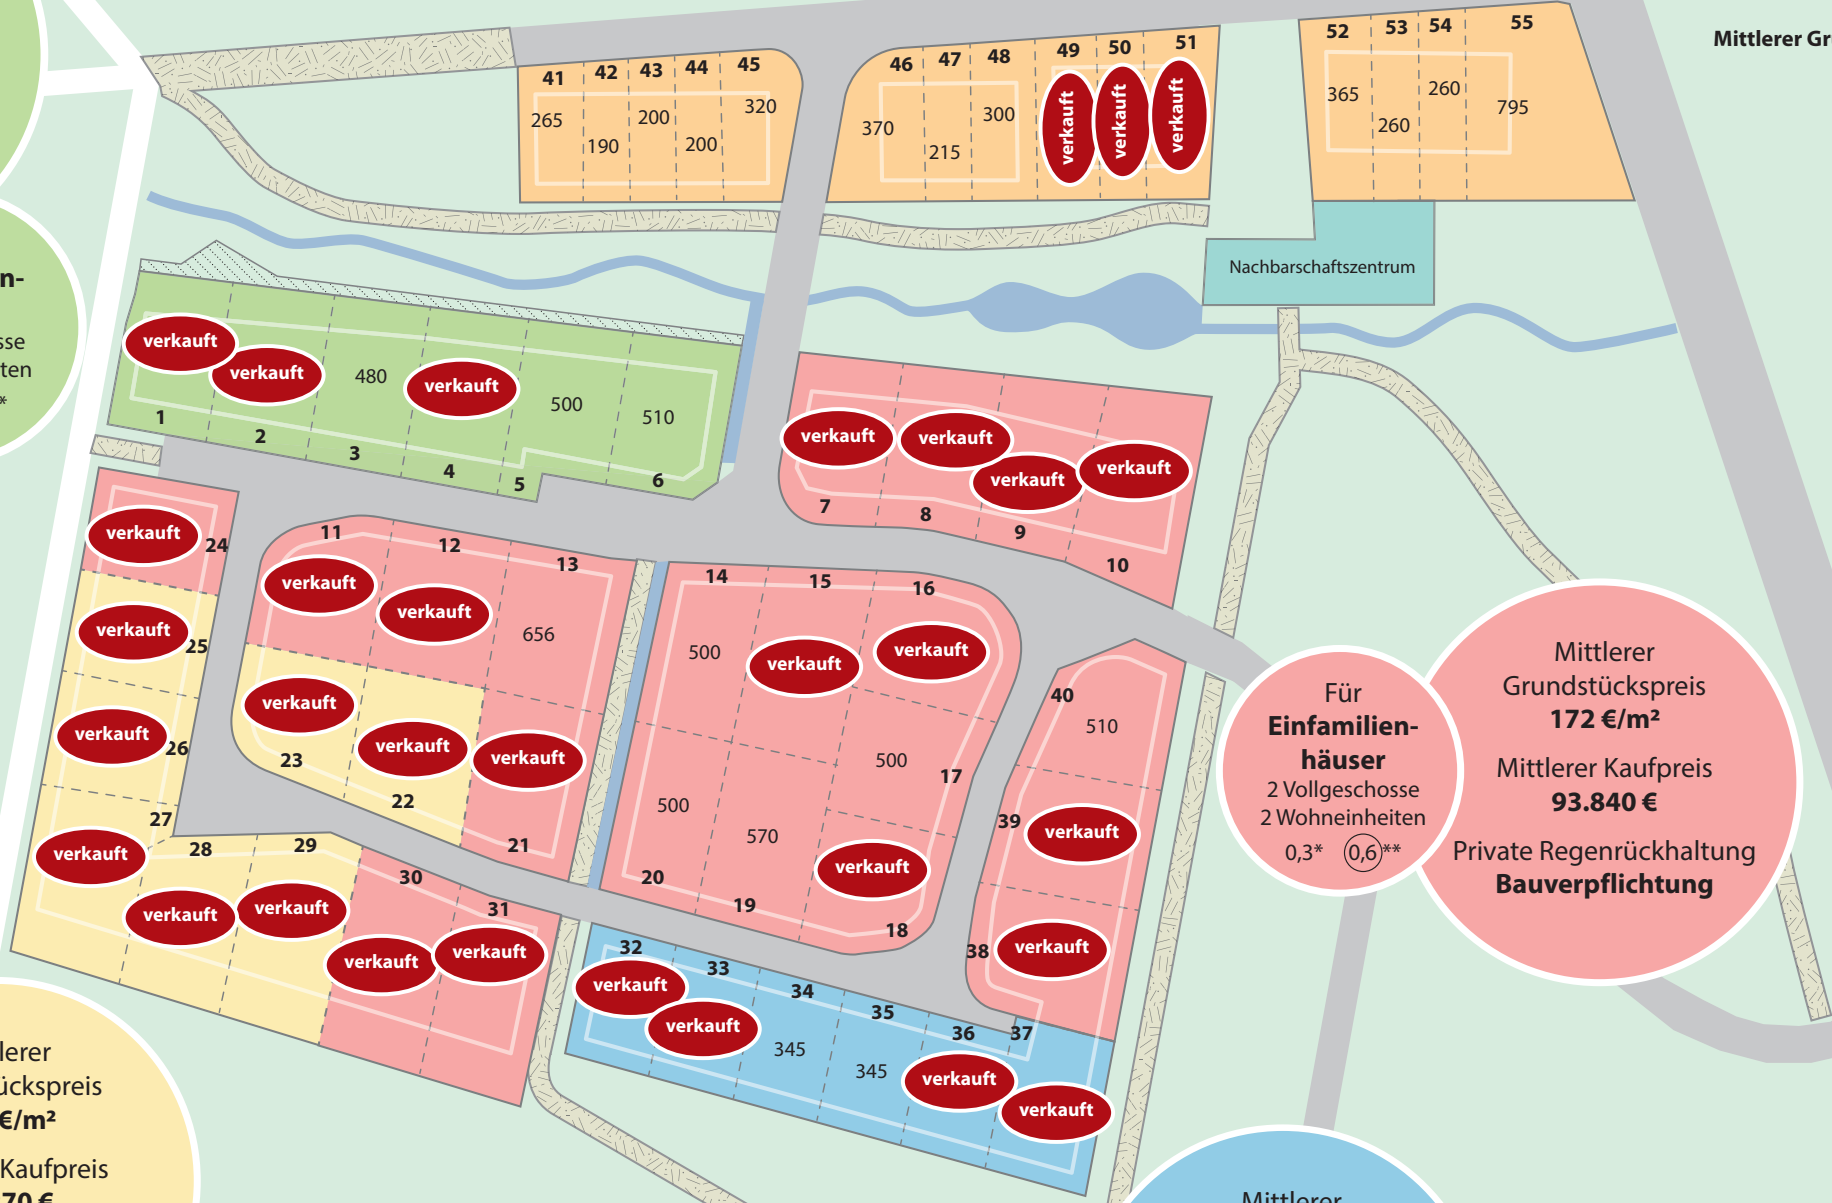 Mittlerer Gr
41 42 43 44 45
265 190 200 200 320
46 47 48 49 50 51
370 215 300 verkauft verkauft verkauft
52 53 54 55
365 260 260 795
Nachbarschaftszentrum
n-
sse
ten
*
verkauft verkauft 480 verkauft 500 510
1 2 3 4 5 6
verkauft verkauft verkauft verkauft
7 8 9 10
verkauft 24
verkauft 25
verkauft 26
verkauft 27
11 12 13
verkauft verkauft 656
verkauft verkauft verkauft
23 22 21
14 15 16
500 verkauft verkauft
500 17
500 570 verkauft
20 19 18
40 510
39 verkauft
38 verkauft
28 29 30 31
verkauft verkauft verkauft verkauft
32 33 34 35 36 37
verkauft verkauft 345 345 verkauft verkauft
Für
Einfamilien-
häuser
2 Vollgeschosse
2 Wohneinheiten
0,3* 0,6**
Mittlerer
Grundstückspreis
172 €/m²
Mittlerer Kaufpreis
93.840 €
Private Regenrückhaltung
Bauverpflichtung
lerer
ückspreis
€/m²
Kaufpreis
70 €
Mittlerer